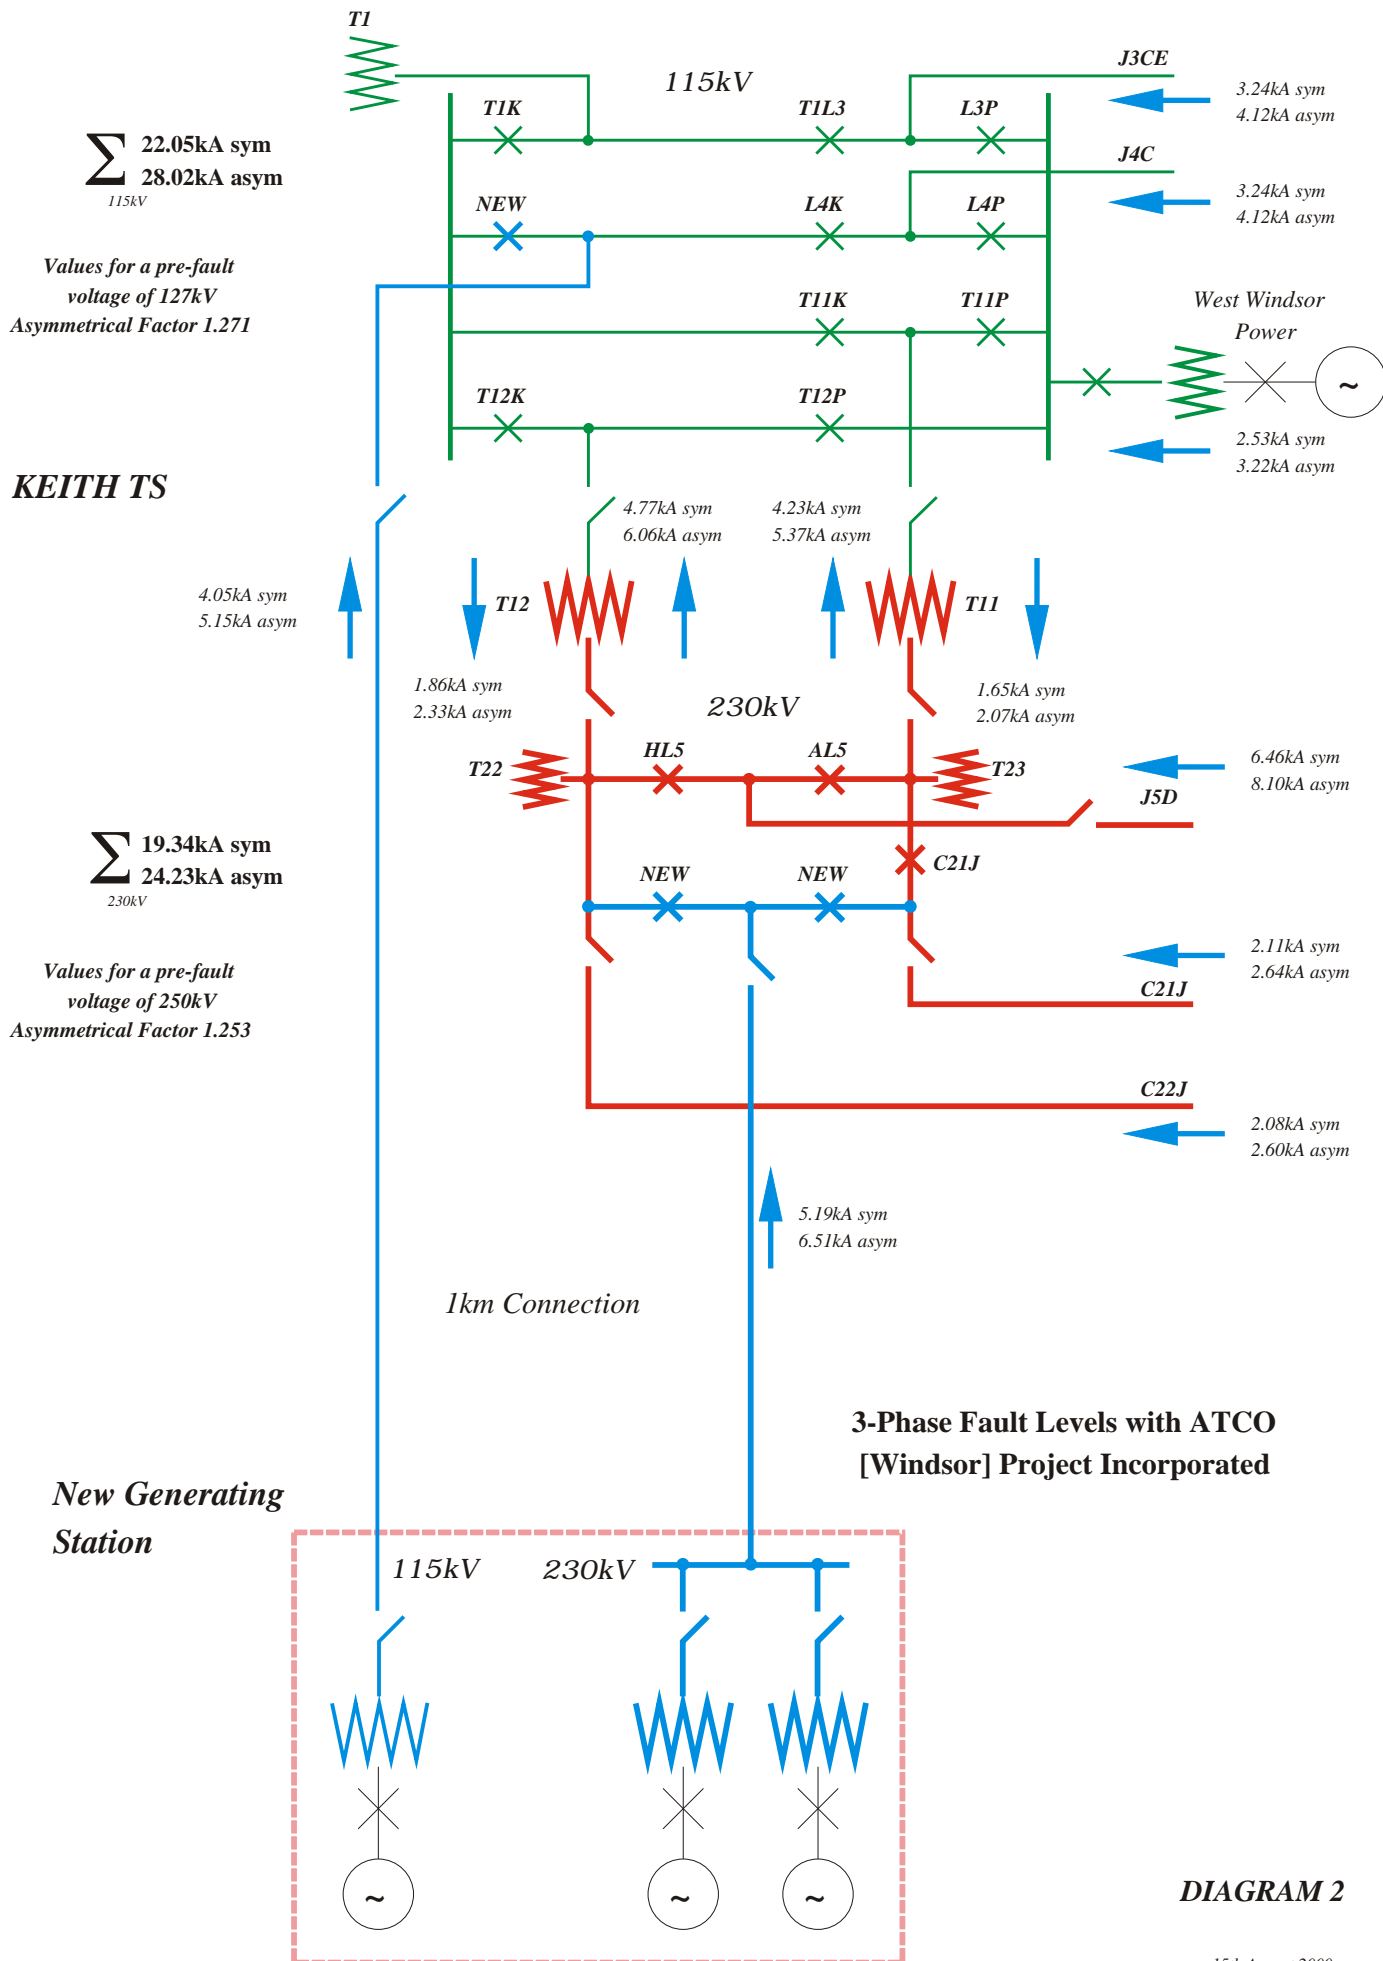 T1
115kV
J3CE
3.24kA sym
4.12kA asym
T1K
T1L3
L3P
∑ 22.05kA sym
28.02kA asym
115kV
J4C
3.24kA sym
4.12kA asym
NEW
L4K
L4P
Values for a pre-fault
voltage of 127kV
Asymmetrical Factor 1.271
T11K
T11P
West Windsor
Power
~
T12K
T12P
2.53kA sym
3.22kA asym
KEITH TS
4.77kA sym
6.06kA asym
4.23kA sym
5.37kA asym
4.05kA sym
5.15kA asym
T12
T11
1.86kA sym
2.33kA asym
230kV
1.65kA sym
2.07kA asym
T22
HL5
AL5
T23
6.46kA sym
8.10kA asym
J5D
∑ 19.34kA sym
24.23kA asym
230kV
C21J
NEW
NEW
Values for a pre-fault
voltage of 250kV
Asymmetrical Factor 1.253
2.11kA sym
2.64kA asym
C21J
C22J
2.08kA sym
2.60kA asym
5.19kA sym
6.51kA asym
1km Connection
3-Phase Fault Levels with ATCO
[Windsor] Project Incorporated
New Generating
Station
115kV
230kV
~
~
~
DIAGRAM 2